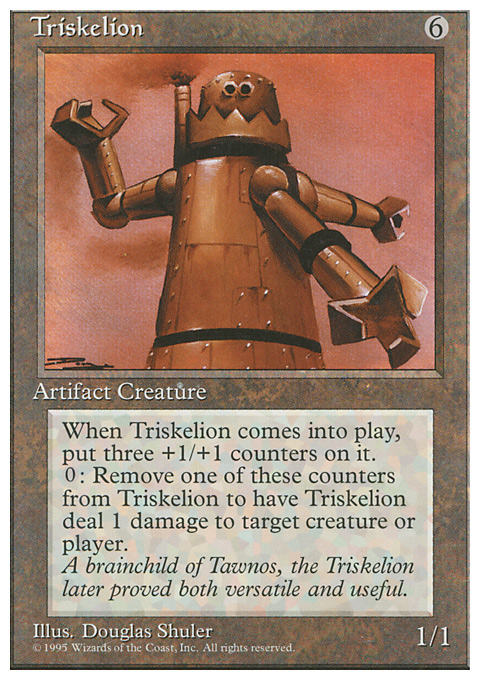 Triskelion 6
Artifact Creature
When Triskelion comes into play,
put three +1/+1 counters on it.
0: Remove one of these counters
from Triskelion to have Triskelion
deal 1 damage to target creature or
player.
A brainchild of Tawnos, the Triskelion
later proved both versatile and useful.
Illus. Douglas Shuler
© 1995 Wizards of the Coast, Inc. All rights reserved.
1/1